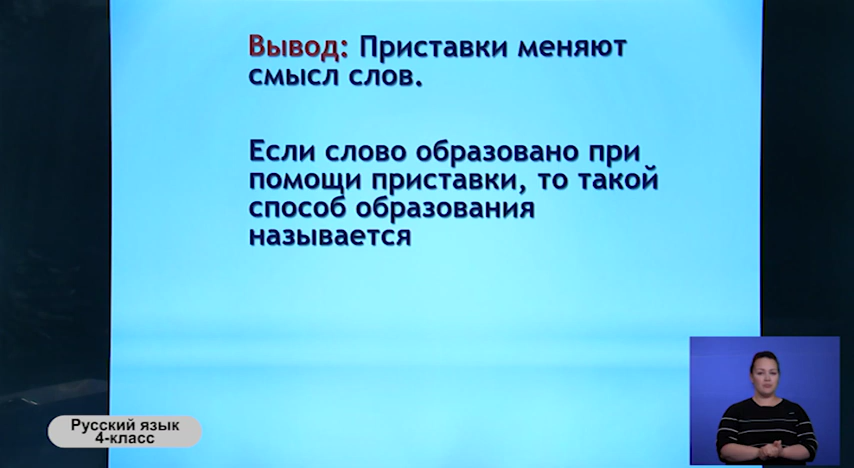 Вывод: Приставки меняют
смысл слов.
Если слово образовано при
помощи приставки, то такой
способ образования
называется
Русский язык
4-класс